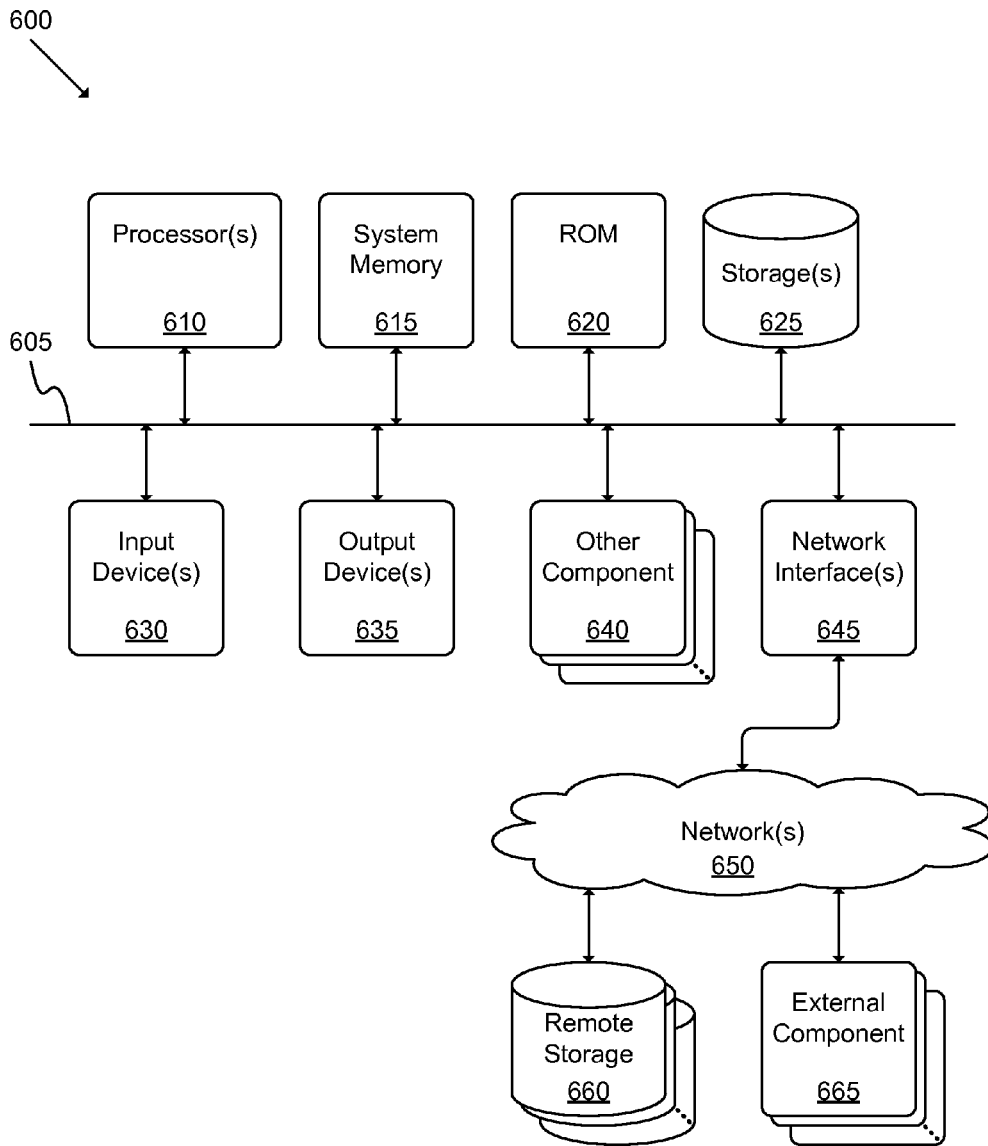 600
Processor(s)
610
System
Memory
615
ROM
620
Storage(s)
625
605
Input
Device(s)
630
Output
Device(s)
635
Other
Component
640
Network
Interface(s)
645
Network(s)
650
Remote
Storage
660
External
Component
665